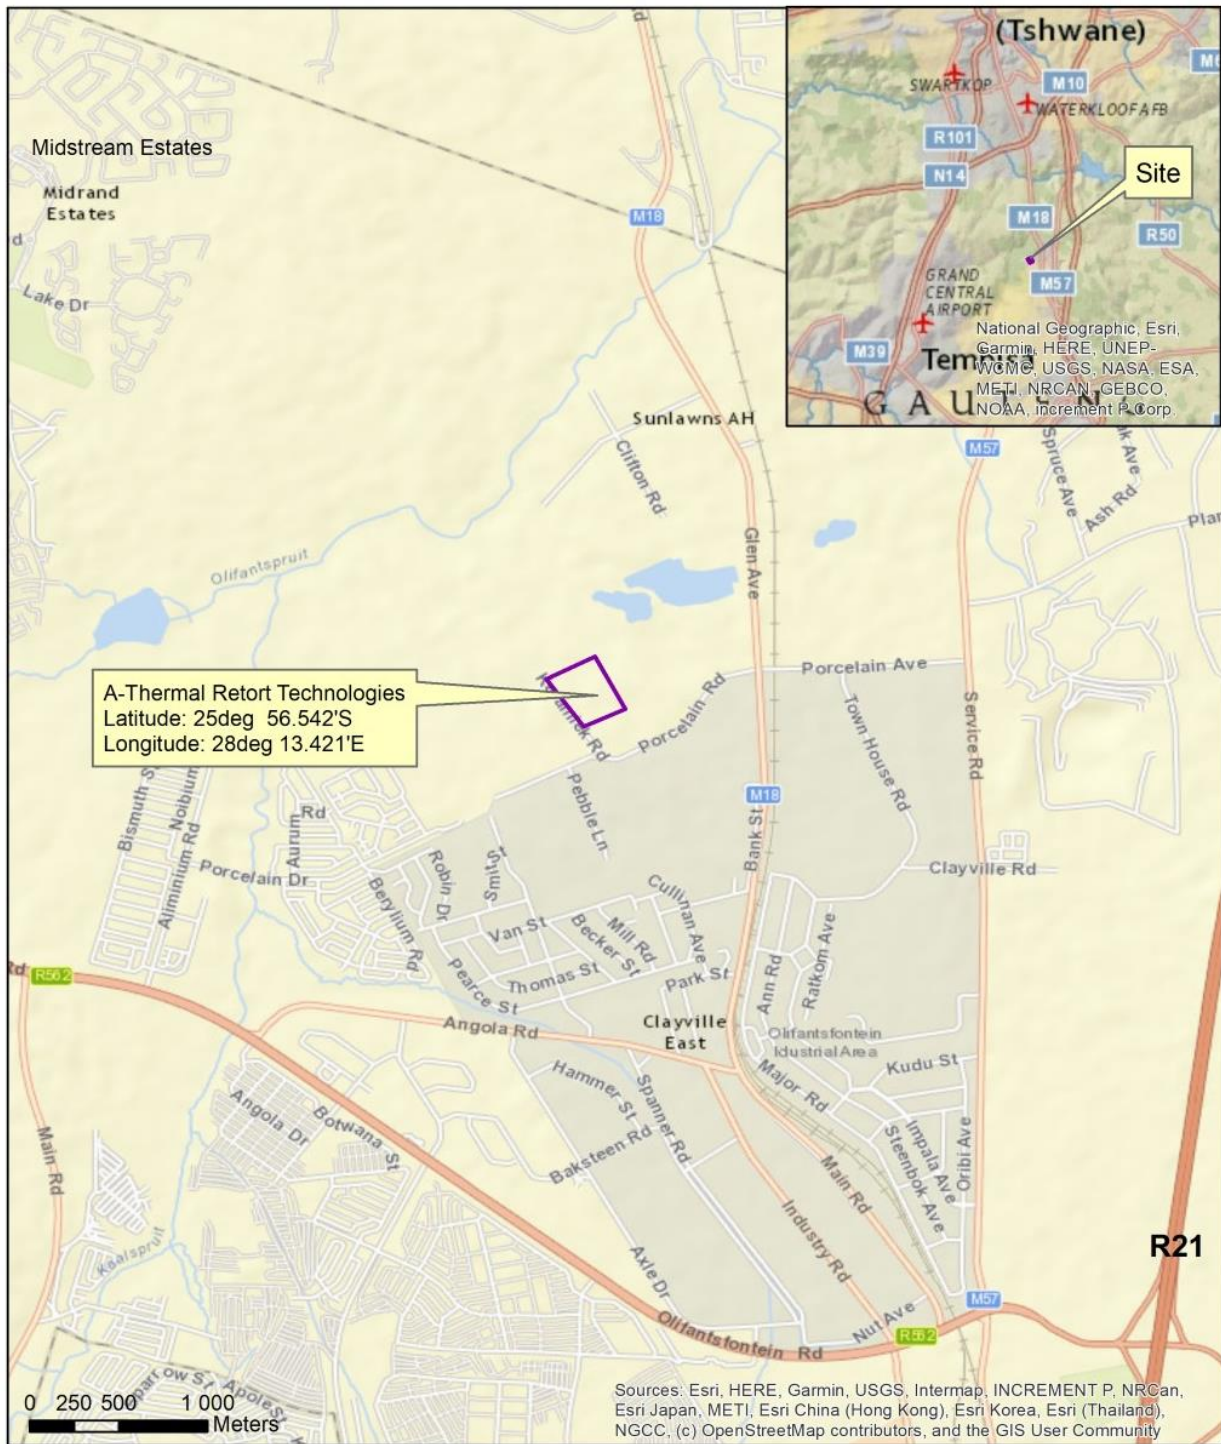 Rd
(Tshwane)
M6
SWARTKOP
M10
WATERKLOOF AFB
R101
N14
Site
M18
R50
M57
GRAND
CENTRAL
AIRPORT
M39
Tembisa
National Geographic, Esri,
Garmin, HERE, UNEP-
WCMC, USGS, NASA, ESA,
METI, NRCAN, GEBCO,
NOAA, increment P Corp.
Midstream Estates
Midrand
Estates
M18
Lake Dr
Sunlawns AH
Clifton Rd
M57
Spruce Ave
Ash Rd
Olifantspruit
Glen Ave
A-Thermal Retort Technologies
Latitude: 25deg 56.542'S
Longitude: 28deg 13.421'E
Porcelain Rd
Porcelain Ave
Town House Rd
Service Rd
Pebble Ln
M18
Bank St
Bismuth St
Noibium
Aluminium Rd
Aurum
Rd
Porcelain Dr
Berylium Rd
Robin Dr
Smits St
Clayville Rd
Van St
Becker St
Mill Rd
Cullinan Ave
Thomas St
Park St
Pearce St
Ann Rd
Ratkom Ave
R562
Rd
Angola Rd
Clayville
East
Olifantsfontein
Idustrial Area
Kudu St
Major Rd
Hammer St
Spanner Rd
Baksteen Rd
Angola Dr
Botwana St
Main Rd
Impala Ave
Steenbok Ave
Oribi Ave
Main Rd
Industry Rd
Kaalspruit
Axle Dr
R21
M57
Nut Ave
R562
Olifantsfontein Rd
0 250 500 1 000
Meters
Sources: Esri, HERE, Garmin, USGS, Intermap, INCREMENT P, NRCan,
Esri Japan, METI, Esri China (Hong Kong), Esri Korea, Esri (Thailand),
NGCC, (c) OpenStreetMap contributors, and the GIS User Community